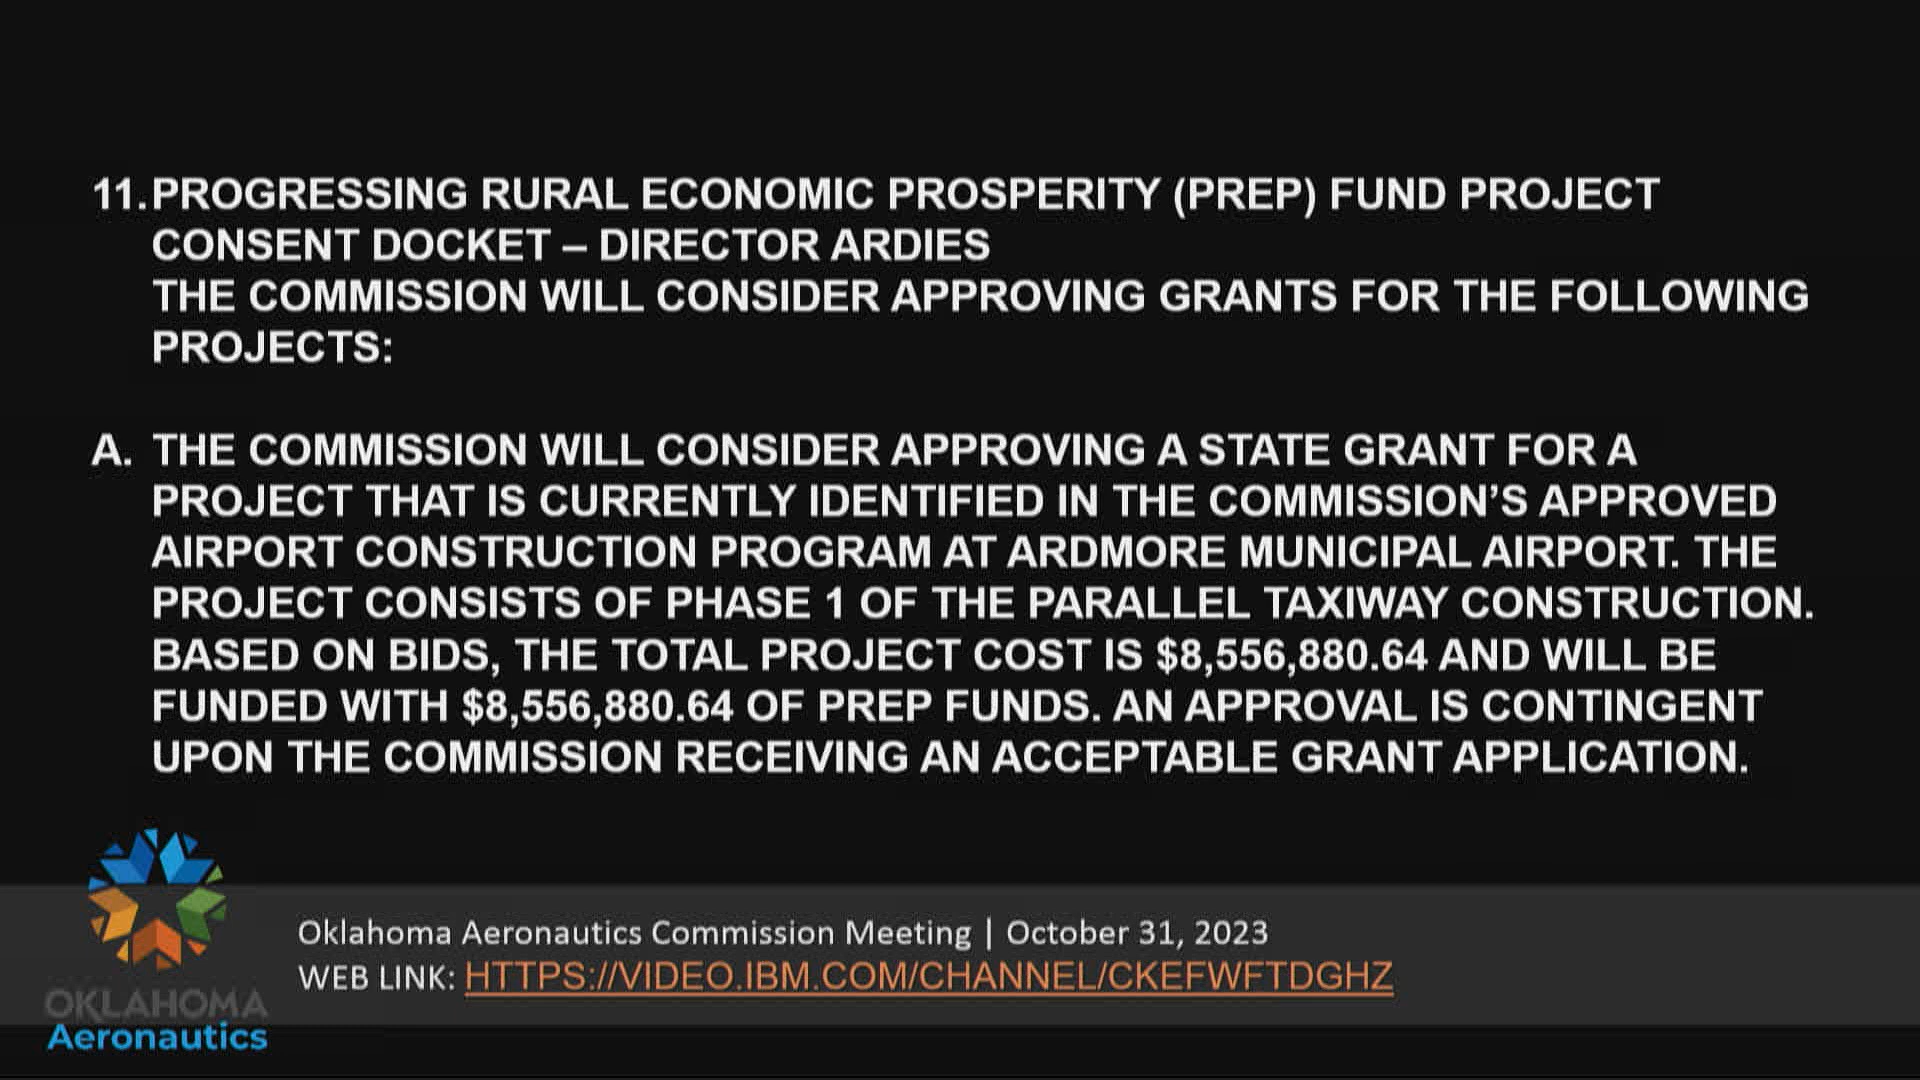 11. PROGRESSING RURAL ECONOMIC PROSPERITY (PREP) FUND PROJECT
CONSENT DOCKET – DIRECTOR ARDIES
THE COMMISSION WILL CONSIDER APPROVING GRANTS FOR THE FOLLOWING
PROJECTS:
A. THE COMMISSION WILL CONSIDER APPROVING A STATE GRANT FOR A
PROJECT THAT IS CURRENTLY IDENTIFIED IN THE COMMISSION’S APPROVED
AIRPORT CONSTRUCTION PROGRAM AT ARDMORE MUNICIPAL AIRPORT. THE
PROJECT CONSISTS OF PHASE 1 OF THE PARALLEL TAXIWAY CONSTRUCTION.
BASED ON BIDS, THE TOTAL PROJECT COST IS $8,556,880.64 AND WILL BE
FUNDED WITH $8,556,880.64 OF PREP FUNDS. AN APPROVAL IS CONTINGENT
UPON THE COMMISSION RECEIVING AN ACCEPTABLE GRANT APPLICATION.
Oklahoma Aeronautics Commission Meeting | October 31, 2023
WEB LINK: HTTPS://VIDEO.IBM.COM/CHANNEL/CKEFWFTDGHZ
OKLAHOMA
Aeronautics